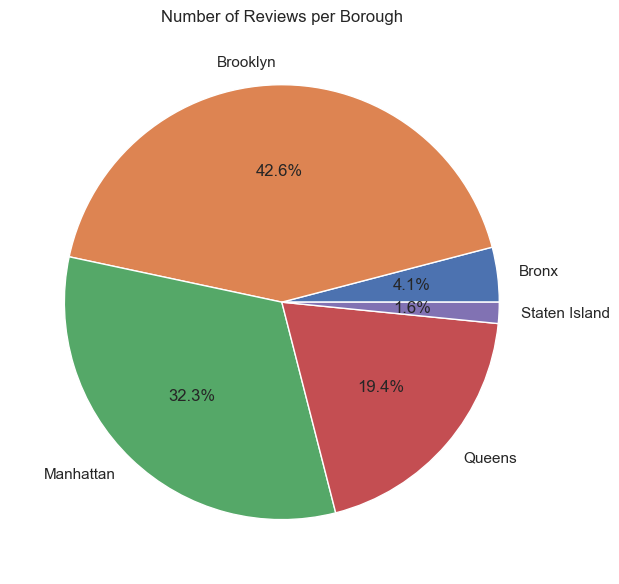 Number of Reviews per Borough
Brooklyn
42.6%
Bronx
4.1%
Staten Island
1.6%
19.4%
32.3%
Queens
Manhattan